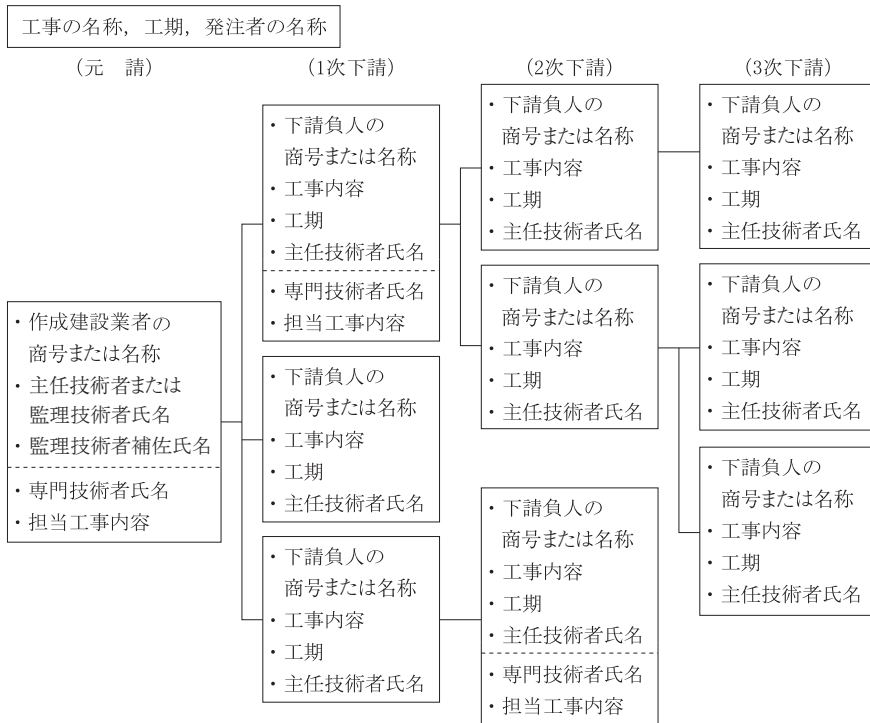 工事の名称，工期，発注者の名称
(元　請)
(1次下請)
(2次下請)
(3次下請)
・作成建設業者の
商号または名称
・主任技術者または
監理技術者氏名
・監理技術者補佐氏名
・専門技術者氏名
・担当工事内容
・下請負人の
商号または名称
・工事内容
・工期
・主任技術者氏名
・専門技術者氏名
・担当工事内容
・下請負人の
商号または名称
・工事内容
・工期
・主任技術者氏名
・下請負人の
商号または名称
・工事内容
・工期
・主任技術者氏名
・下請負人の
商号または名称
・工事内容
・工期
・主任技術者氏名
・下請負人の
商号または名称
・工事内容
・工期
・主任技術者氏名
・下請負人の
商号または名称
・工事内容
・工期
・主任技術者氏名
・専門技術者氏名
・担当工事内容
・下請負人の
商号または名称
・工事内容
・工期
・主任技術者氏名
・下請負人の
商号または名称
・工事内容
・工期
・主任技術者氏名
・下請負人の
商号または名称
・工事内容
・工期
・主任技術者氏名